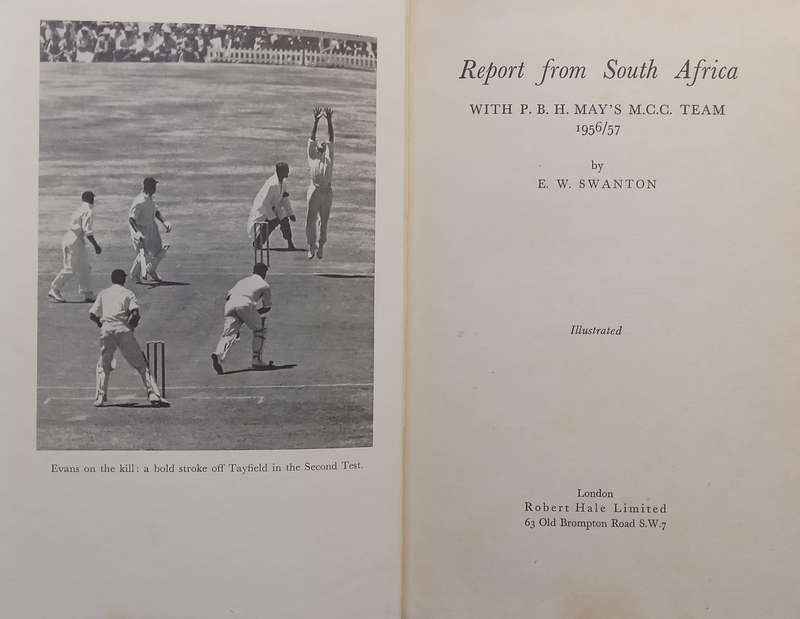 Evans on the kill: a bold stroke off Tayfield in the Second Test.
Report from South Africa
WITH P. B. H. MAY'S M.C.C. TEAM
1956/57
by
E. W. SWANTON
Illustrated
London
Robert Hale Limited
63 Old Brompton Road S.W.7